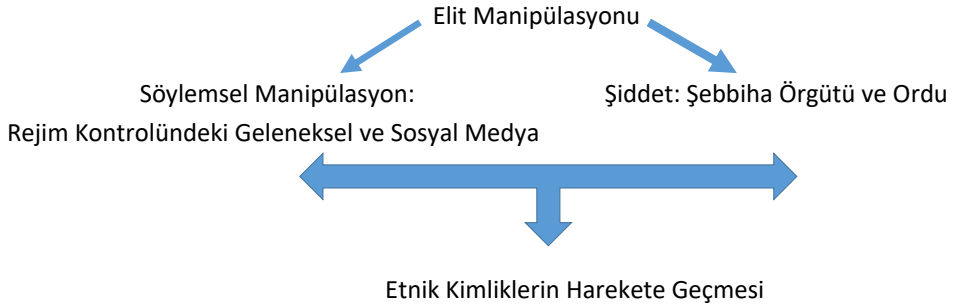 Elit Manipülasyonu
Söylemsel Manipülasyon:
Rejim Kontrolündeki Geleneksel ve Sosyal Medya
Şiddet: Şebbiha Örgütü ve Ordu
Etnik Kimliklerin Harekete Geçmesi